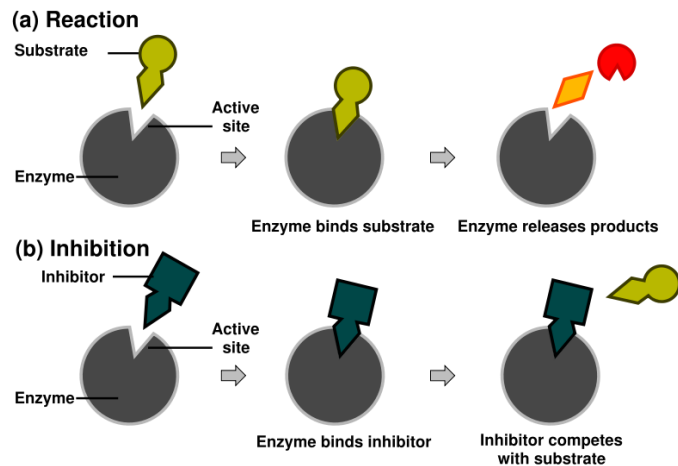 (a) Reaction
Substrate
Active
site
Enzyme
Enzyme binds substrate
Enzyme releases products
(b) Inhibition
Inhibitor
Active
site
Enzyme
Enzyme binds inhibitor
Inhibitor competes
with substrate